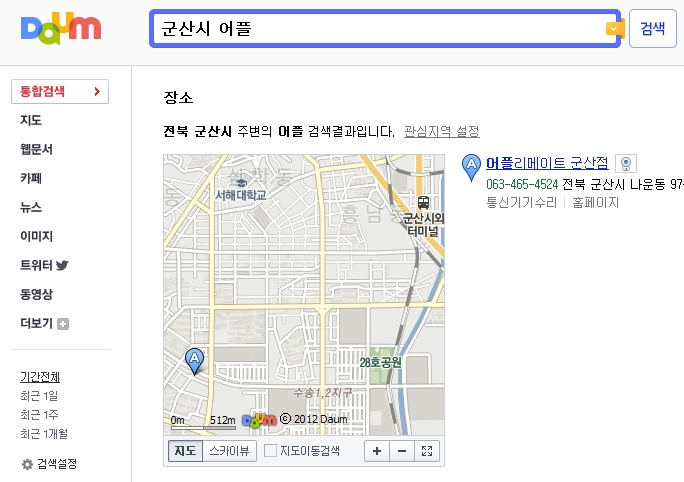 Daum
군산시 어플
검색
통합검색
지도
웹문서
카페
뉴스
이미지
트위터
동영상
더보기
기간전체
최근 1일
최근 1주
최근 1개월
검색설정
장소
전북 군산시 주변의 어플 검색결과입니다. 관심지역 설정
서해대학교
흥남동
군산시외
터미널
A
28호공원
수송1,2지구
0m 512m Daum © 2012 Daum
지도 스카이뷰 지도이동검색
A 어플리메이트 군산점
063-465-4524 전북 군산시 나운동 97
통신기기수리 | 홈페이지